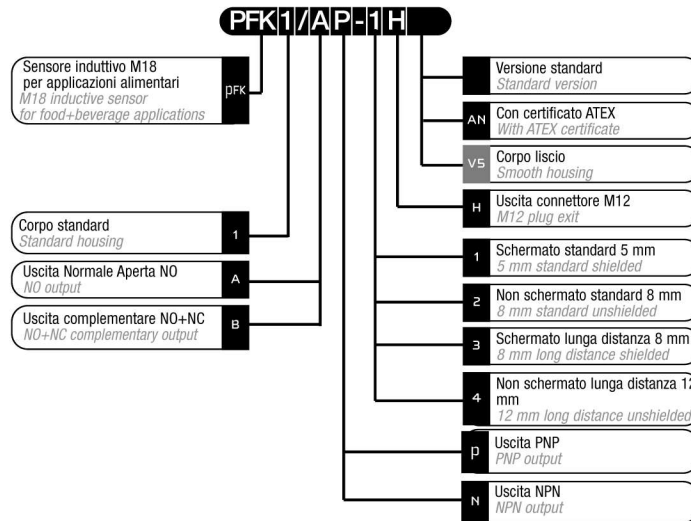 PFK1/AP-1H
Sensore induttivo M18
per applicazioni alimentari
M18 inductive sensor
for food+beverage applications
PFK
Corpo standard
Standard housing
1
Uscita Normale Aperta NO
NO output
A
Uscita complementare NO+NC
NO+NC complementary output
B
Versione standard
Standard version
AN
Con certificato ATEX
With ATEX certificate
VS
Corpo liscio
Smooth housing
H
Uscita connettore M12
M12 plug exit
1
Schermato standard 5 mm
5 mm standard shielded
2
Non schermato standard 8 mm
8 mm standard unshielded
3
Schermato lunga distanza 8 mm
8 mm long distance shielded
4
Non schermato lunga distanza 12
mm
12 mm long distance unshielded
P
Uscita PNP
PNP output
N
Uscita NPN
NPN output